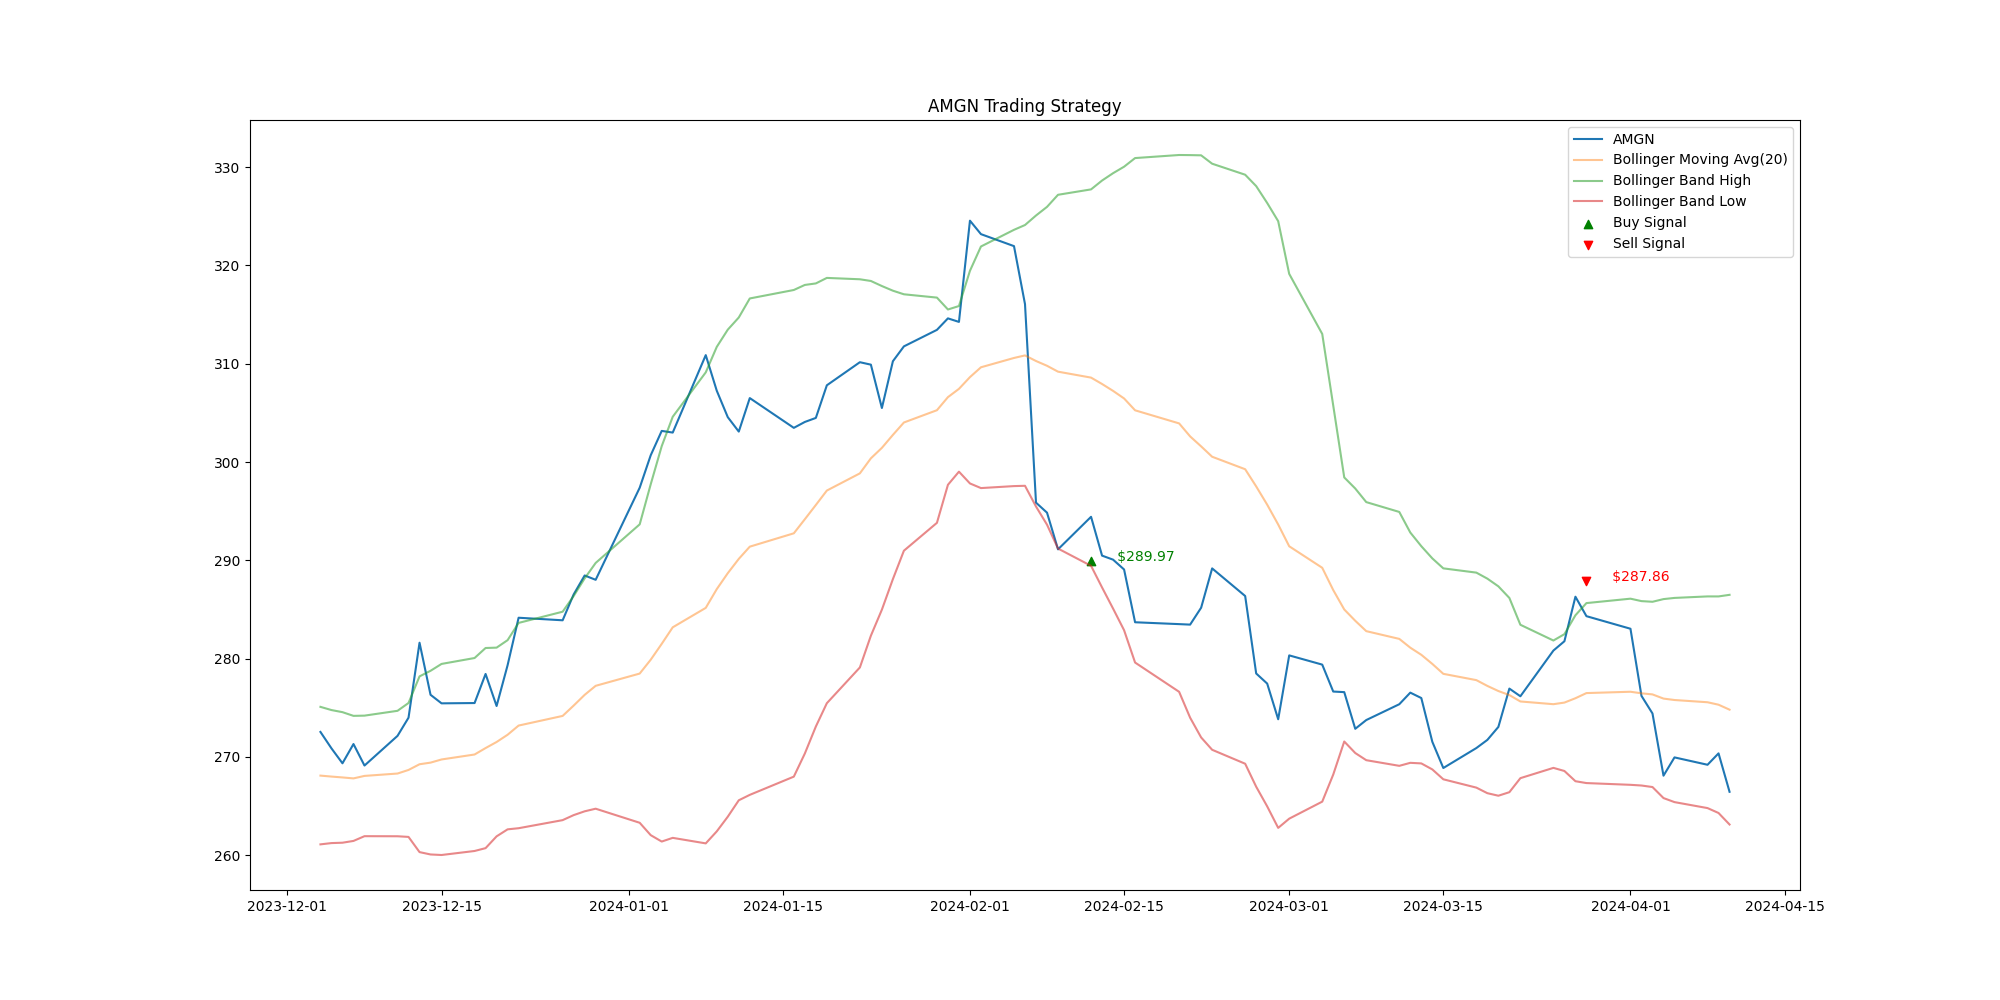 AMGN Trading Strategy
AMGN
Bollinger Moving Avg(20)
Bollinger Band High
Bollinger Band Low
Buy Signal
Sell Signal
330
320
310
300
290
280
270
260
$289.97
$287.86
2023-12-01 2023-12-15 2024-01-01 2024-01-15 2024-02-01 2024-02-15 2024-03-01 2024-03-15 2024-04-01 2024-04-15